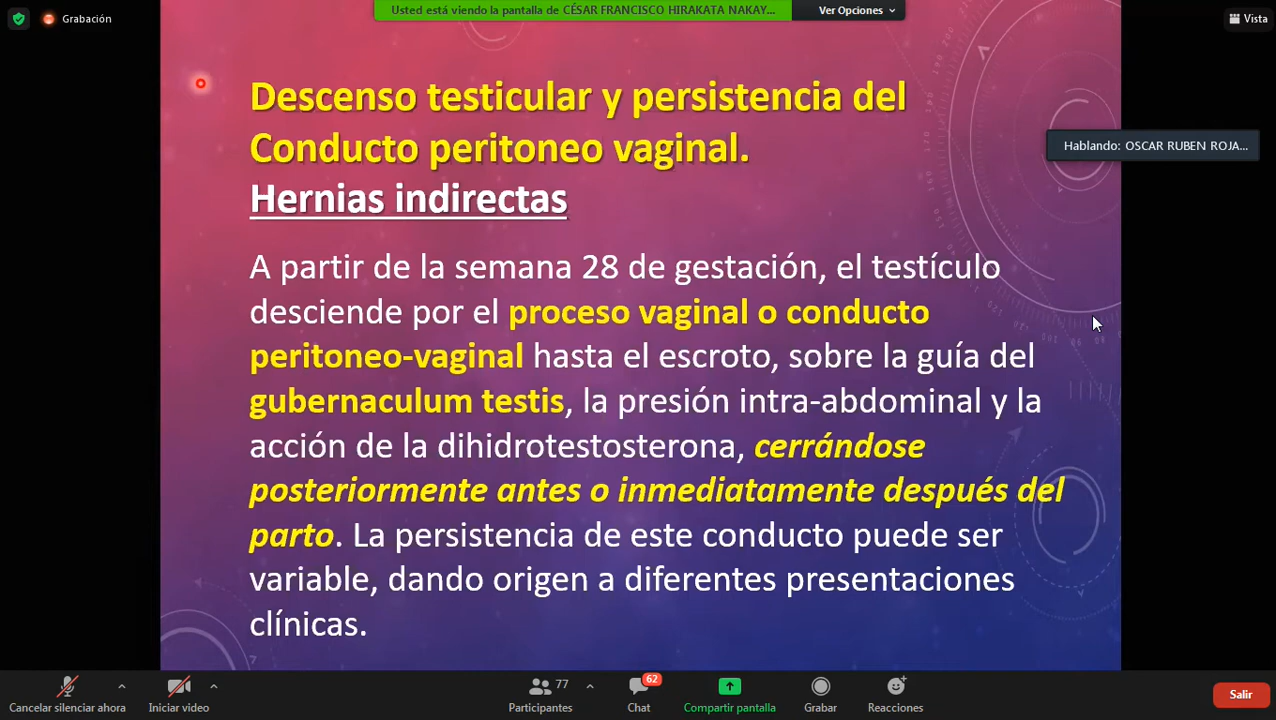 Grabación
Usted está viendo la pantalla de CÉSAR FRANCISCO HIRAKATA NAKAY...
Ver Opciones
Vista
Descenso testicular y persistencia del
Conducto peritoneo vaginal.
Hablando: OSCAR RUBEN ROJA...
Hernias indirectas
A partir de la semana 28 de gestación, el testículo
desciende por el proceso vaginal o conducto
peritoneo-vaginal hasta el escroto, sobre la guía del
gubernaculum testis, la presión intra-abdominal y la
acción de la dihidrotestosterona, cerrándose
posteriormente antes o inmediatamente después del
parto. La persistencia de este conducto puede ser
variable, dando origen a diferentes presentaciones
clínicas.
77
62
Cancelar silenciar ahora
Iniciar video
Participantes
Chat
Compartir pantalla
Grabar
Reacciones
Salir